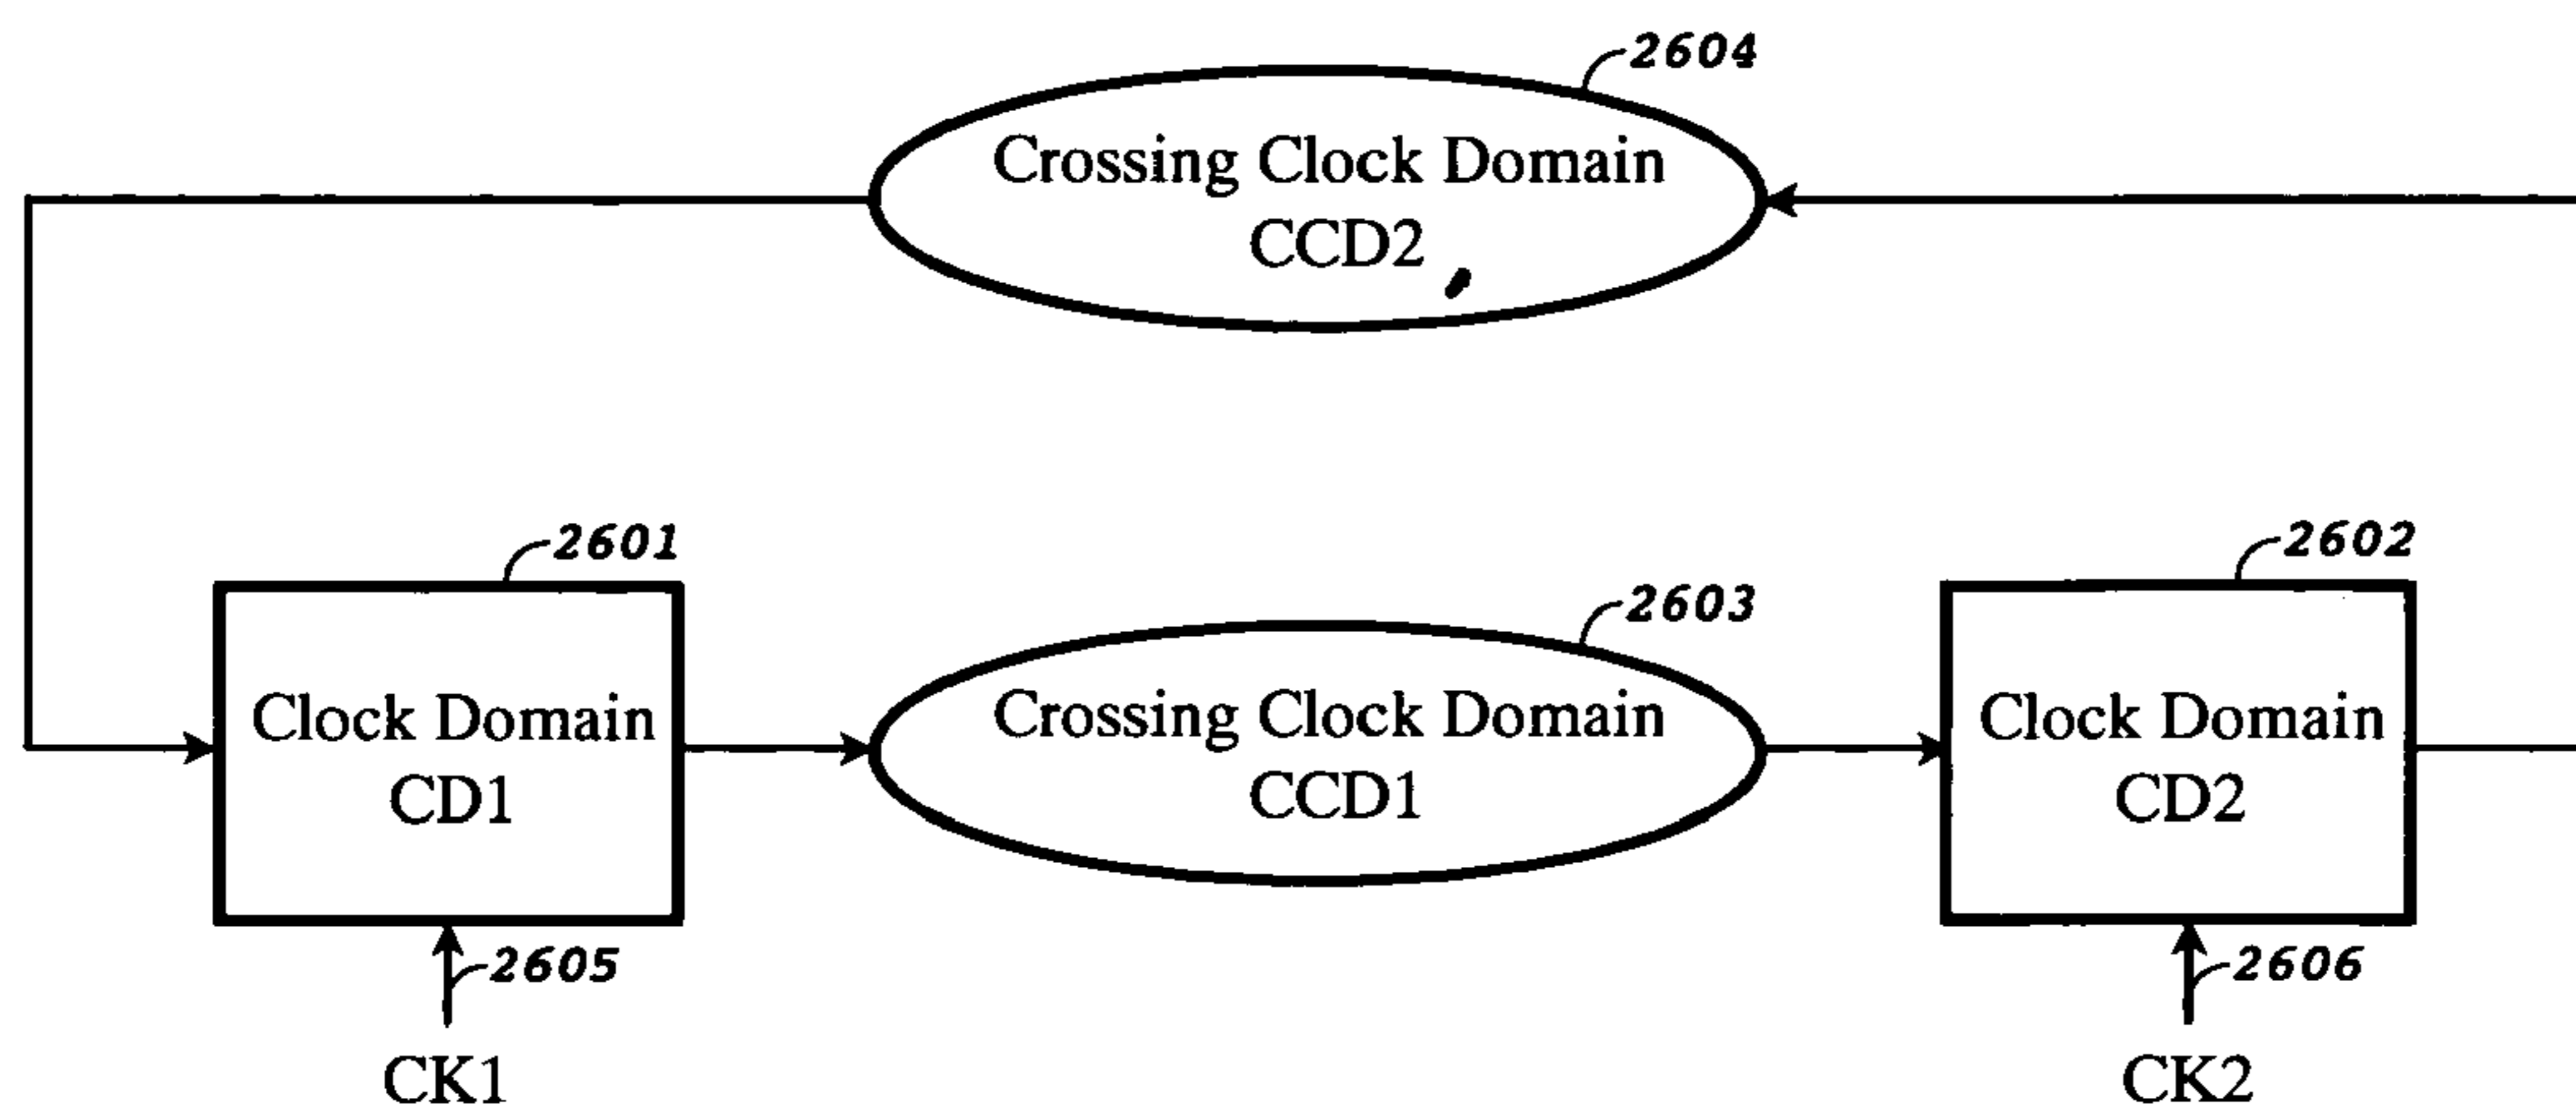 2604
Crossing Clock Domain
CCD2
2601
2602
2603
Clock Domain
CD1
Crossing Clock Domain
CCD1
Clock Domain
CD2
2605
2606
CK1
CK2